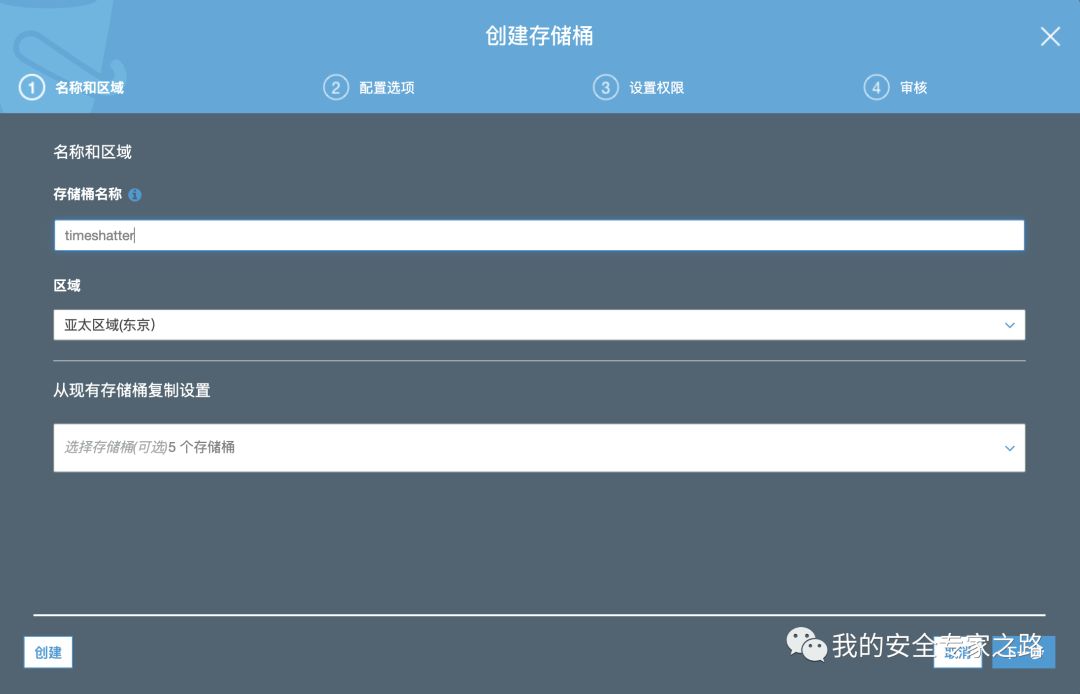 创建存储桶
1 名称和区域 2 配置选项 3 设置权限 4 审核
名称和区域
存储桶名称
timeshatter
区域
亚太区域(东京)
从现有存储桶复制设置
选择存储桶(可选)5 个存储桶
创建 取消
我的安全专家之路